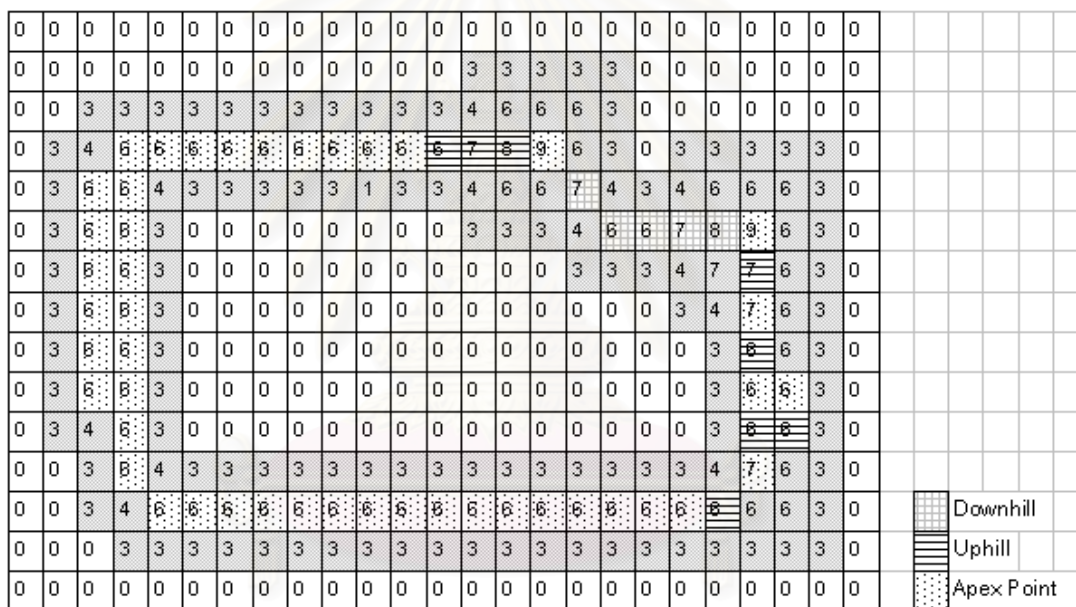 0 0 0 0 0 0 0 0 0 0 0 0 0 0 0 0 0 0 0 0 0 0 0 0 0
0 0 0 0 0 0 0 0 0 0 0 0 0 3 3 3 3 3 0 0 0 0 0 0 0
0 0 3 3 3 3 3 3 3 3 3 3 3 4 6 6 6 3 0 0 0 0 0 0 0
0 3 4 6 6 6 6 6 6 6 6 6 6 7 8 9 6 3 0 3 3 3 3 3 0
0 3 6 6 4 3 3 3 3 3 1 3 3 4 6 6 7 4 3 4 6 6 6 3 0
0 3 6 6 3 0 0 0 0 0 0 0 0 3 3 3 4 6 6 7 8 9 6 3 0
0 3 6 6 3 0 0 0 0 0 0 0 0 0 0 0 3 3 3 4 7 7 6 3 0
0 3 6 6 3 0 0 0 0 0 0 0 0 0 0 0 0 0 0 3 4 7 6 3 0
0 3 6 6 3 0 0 0 0 0 0 0 0 0 0 0 0 0 0 0 3 6 6 3 0
0 3 6 6 3 0 0 0 0 0 0 0 0 0 0 0 0 0 0 0 3 6 6 3 0
0 3 4 6 3 0 0 0 0 0 0 0 0 0 0 0 0 0 0 0 3 6 6 3 0
0 0 3 6 4 3 3 3 3 3 3 3 3 3 3 3 3 3 3 3 4 7 6 3 0
0 0 3 4 6 6 6 6 6 6 6 6 6 6 6 6 6 6 6 6 6 6 6 3 0
0 0 0 3 3 3 3 3 3 3 3 3 3 3 3 3 3 3 3 3 3 3 3 3 0
0 0 0 0 0 0 0 0 0 0 0 0 0 0 0 0 0 0 0 0 0 0 0 0 0
Downhill
Uphill
Apex Point